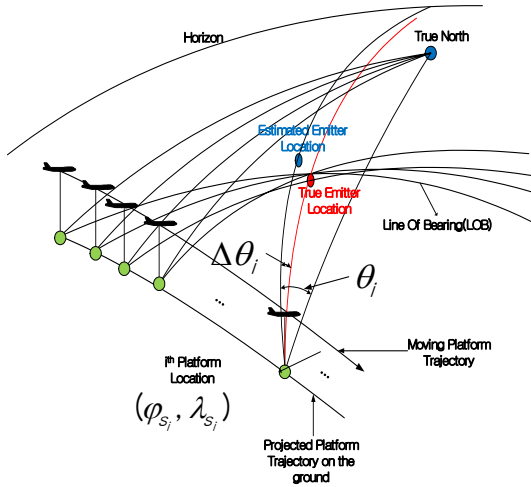 True North
Horizon
Estimated Emitter
Location
True Emitter
Location
Line Of Bearing(LOB)
Δθi
θi
...
Moving Platform
Trajectory
ith Platform
Location
...
(φsi, λsi)
Projected Platform
Trajectory on the
ground